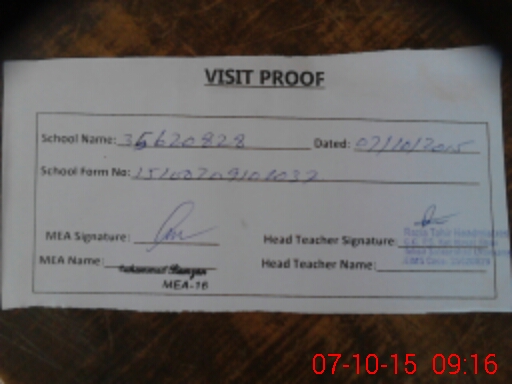 VISIT PROOF
School Name: 35620828 Dated: 07/10/2015
School Form No: 15100709101037
MEA Signature: Head Teacher Signature:
MEA Name: Head Teacher Name:
MEA-16
07-10-15 09:16